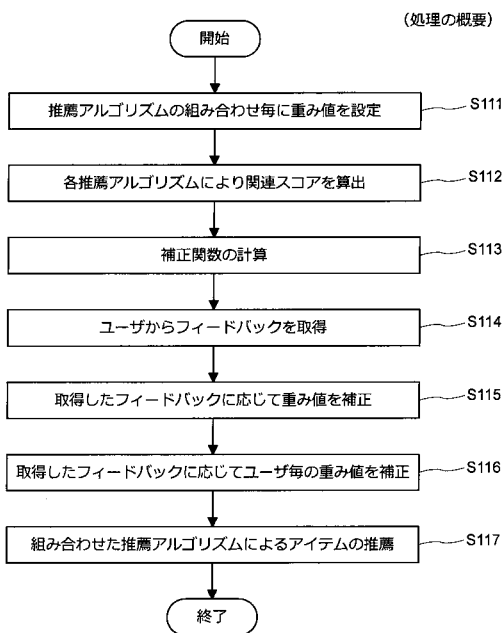 (処理の概要)
開始
推薦アルゴリズムの組み合わせ毎に重み値を設定
S111
各推薦アルゴリズムにより関連スコアを算出
S112
補正関数の計算
S113
ユーザからフィードバックを取得
S114
取得したフィードバックに応じて重み値を補正
S115
取得したフィードバックに応じてユーザ毎の重み値を補正
S116
組み合わせた推薦アルゴリズムによるアイテムの推薦
S117
終了